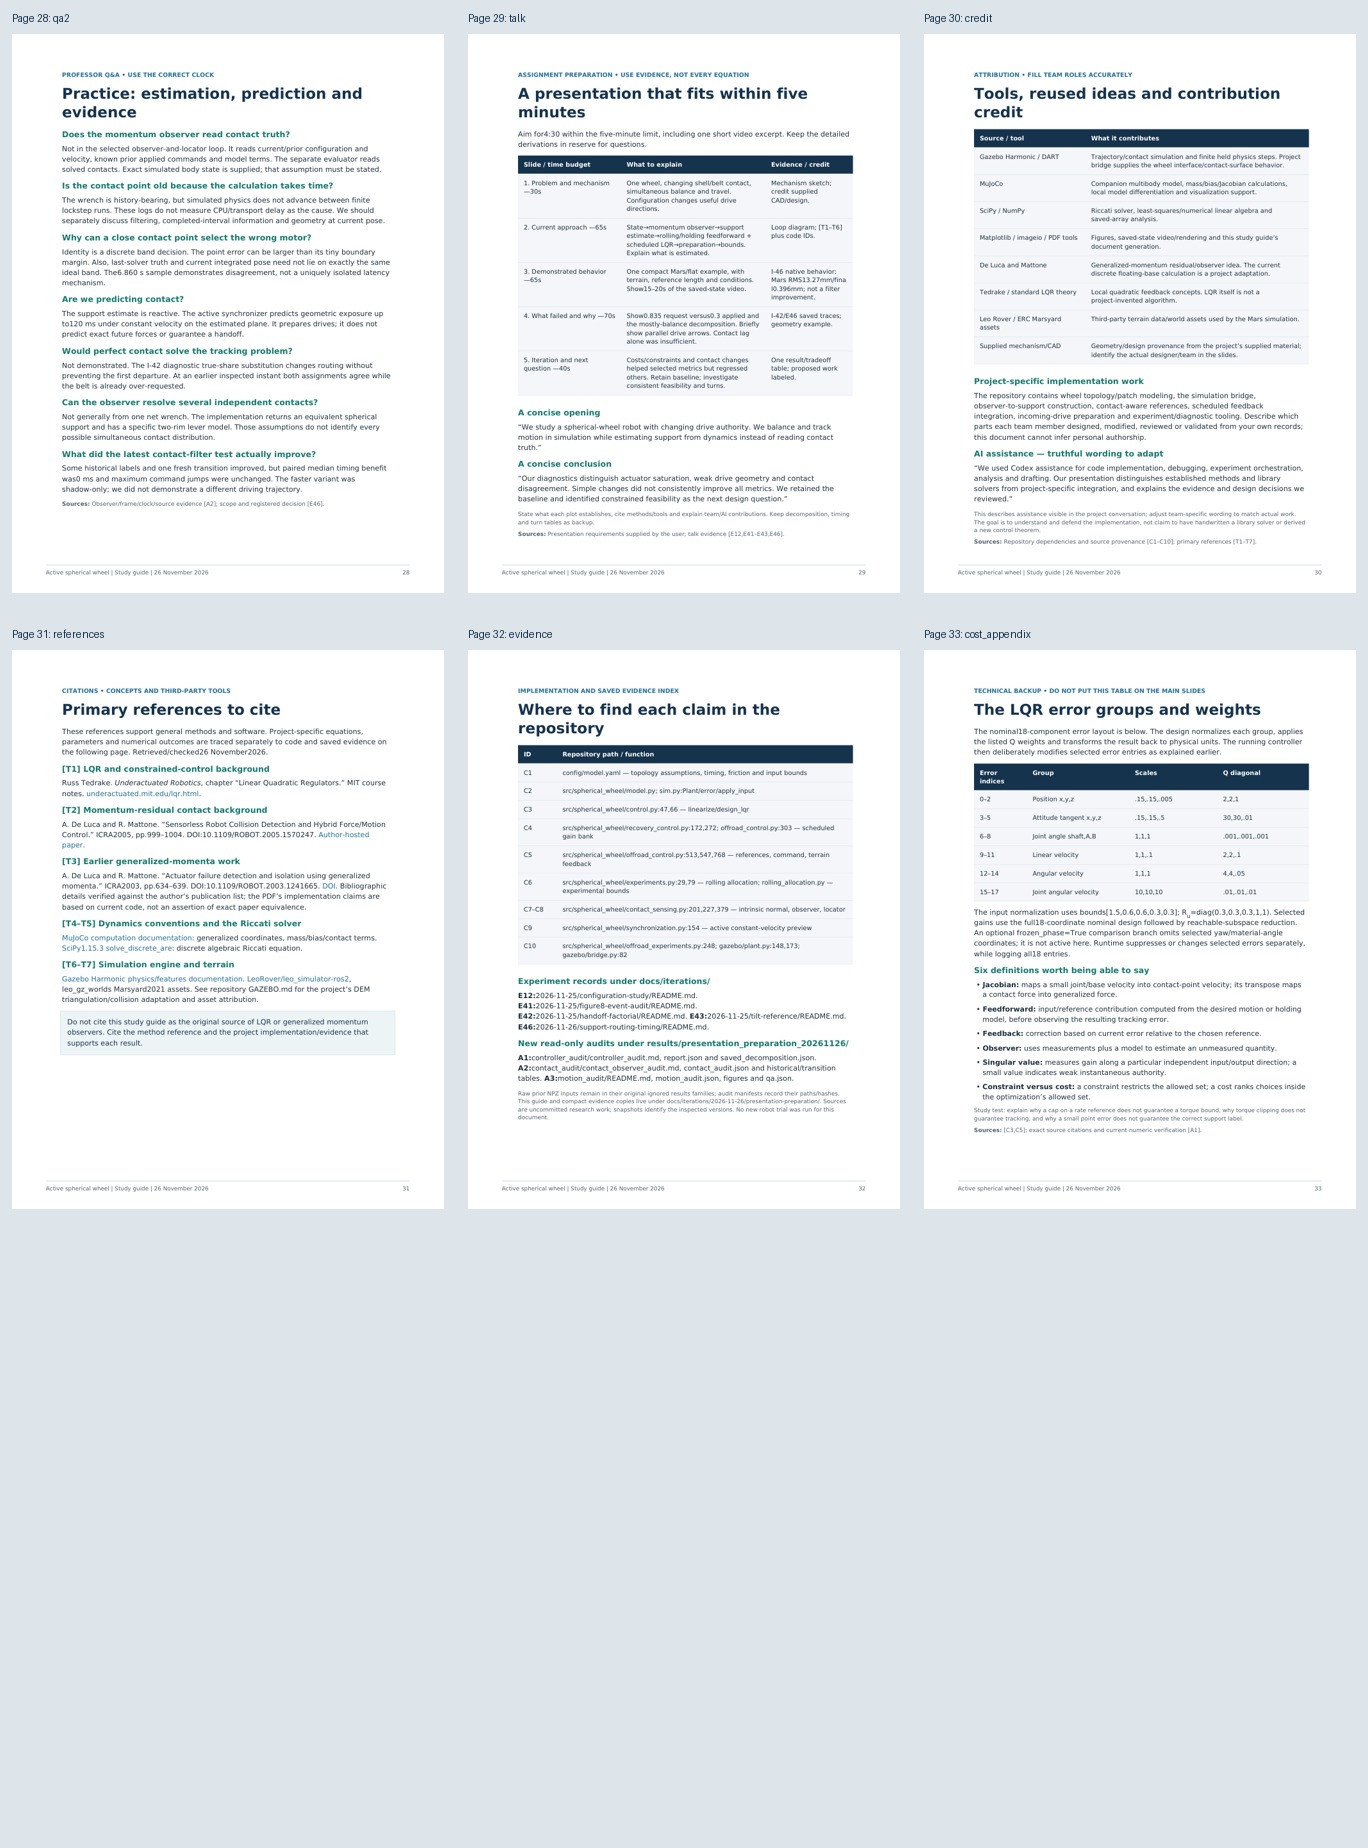 Page 28: qa2
PROFESSOR Q&A • USE THE CORRECT CLOCK
Practice: estimation, prediction and
evidence
Does the momentum observer read contact truth?
Not in the selected observer-and-locator loop. It reads current/prior configuration and
velocity, known prior applied commands and model terms. The separate evaluator reads
solved contacts. Exact simulated body state is supplied; that assumption must be stated.
Is the contact point old because the calculation takes time?
The wrench is history-bearing, but simulated physics does not advance between finite
lockstep runs. These logs do not measure CPU/transport delay as the cause. We should
separately discuss filtering, completed-interval information and geometry at current pose.
Why can a close contact point select the wrong motor?
Identity is a discrete band decision. The point error can be larger than its tiny boundary
margin. Also, last-solver truth and current integrated pose need not lie on exactly the same
ideal band. The6.860 s sample demonstrates disagreement, not a uniquely isolated latency
mechanism.
Are we predicting contact?
The support estimate is reactive. The active synchronizer predicts geometric exposure up
to120 ms under constant velocity on the estimated plane. It prepares drives; it does not
predict exact future forces or guarantee a handoff.
Would perfect contact solve the tracking problem?
Not demonstrated. The I-42 diagnostic true-share substitution changes routing without
preventing the first departure. At an earlier inspected instant both assignments agree while
the belt is already over-requested.
Can the observer resolve several independent contacts?
Not generally from one net wrench. The implementation returns an equivalent spherical
support and has a specific two-rim lever model. Those assumptions do not identify every
possible simultaneous contact distribution.
What did the latest contact-filter test actually improve?
Some historical labels and one fresh transition improved, but paired median timing benefit
was0 ms and maximum command jumps were unchanged. The faster variant was
shadow-only; we did not demonstrate a different driving trajectory.
Sources: Observer/frame/clock/source evidence [A2]; scope and registered decision [E46].
Active spherical wheel | Study guide | 26 November 2026
28
Page 29: talk
ASSIGNMENT PREPARATION • USE EVIDENCE, NOT EVERY EQUATION
A presentation that fits within five
minutes
Aim for4:30 within the five-minute limit, including one short video excerpt. Keep the detailed
derivations in reserve for questions.
Slide / time budget
What to explain
Evidence / credit
1. Problem and mechanism
—30s
One wheel, changing shell/belt contact,
simultaneous balance and travel.
Configuration changes useful drive
directions.
Mechanism sketch;
credit supplied
CAD/design.
2. Current approach —65s
State→momentum observer→support
estimate→rolling/holding feedforward +
scheduled LQR→preparation→bounds.
Explain what is estimated.
Loop diagram; [T1–T6]
plus code IDs.
3. Demonstrated behavior
—65s
One compact Mars/flat example, with
terrain, reference length and conditions.
Show15–20s of the saved-state video.
I-46 native behavior:
Mars RMS13.27mm/fina
l0.396mm; not a filter
improvement.
4. What failed and why —70s
Show0.835 request versus0.3 applied and
the mostly-balance decomposition. Briefly
show parallel drive arrows. Contact lag
alone was insufficient.
I-42/E46 saved traces;
geometry example.
5. Iteration and next
question —40s
Costs/constraints and contact changes
helped selected metrics but regressed
others. Retain baseline; investigate
consistent feasibility and turns.
One result/tradeoff
table; proposed work
labeled.
A concise opening
“We study a spherical-wheel robot with changing drive authority. We balance and track
motion in simulation while estimating support from dynamics instead of reading contact
truth.”
A concise conclusion
“Our diagnostics distinguish actuator saturation, weak drive geometry and contact
disagreement. Simple changes did not consistently improve all metrics. We retained the
baseline and identified constrained feasibility as the next design question.”
State what each plot establishes, cite methods/tools and explain team/AI contributions. Keep decomposition, timing
and turn tables as backup.
Sources: Presentation requirements supplied by the user; talk evidence [E12,E41–E43,E46].
Active spherical wheel | Study guide | 26 November 2026
29
Page 30: credit
ATTRIBUTION • FILL TEAM ROLES ACCURATELY
Tools, reused ideas and contribution
credit
Source / tool
What it contributes
Gazebo Harmonic / DART
Trajectory/contact simulation and finite held physics steps. Project
bridge supplies the wheel interface/contact-surface behavior.
MuJoCo
Companion multibody model, mass/bias/Jacobian calculations,
local model differentiation and visualization support.
SciPy / NumPy
Riccati solver, least-squares/numerical linear algebra and
saved-array analysis.
Matplotlib / imageio / PDF tools
Figures, saved-state video/rendering and this study guide’s
document generation.
De Luca and Mattone
Generalized-momentum residual/observer idea. The current
discrete floating-base calculation is a project adaptation.
Tedrake / standard LQR theory
Local quadratic feedback concepts. LQR itself is not a
project-invented algorithm.
Leo Rover / ERC Marsyard
assets
Third-party terrain data/world assets used by the Mars simulation.
Supplied mechanism/CAD
Geometry/design provenance from the project’s supplied material;
identify the actual designer/team in the slides.
Project-specific implementation work
The repository contains wheel topology/patch modeling, the simulation bridge,
observer-to-support construction, contact-aware references, scheduled feedback
integration, incoming-drive preparation and experiment/diagnostic tooling. Describe which
parts each team member designed, modified, reviewed or validated from your own records;
this document cannot infer personal authorship.
AI assistance — truthful wording to adapt
“We used Codex assistance for code implementation, debugging, experiment orchestration,
analysis and drafting. Our presentation distinguishes established methods and library
solvers from project-specific integration, and explains the evidence and design decisions we
reviewed.”
This describes assistance visible in the project conversation; adjust team-specific wording to match actual work.
The goal is to understand and defend the implementation, not claim to have handwritten a library solver or derived
a new control theorem.
Sources: Repository dependencies and source provenance [C1–C10]; primary references [T1–T7].
Active spherical wheel | Study guide | 26 November 2026
30
Page 31: references
CITATIONS • CONCEPTS AND THIRD-PARTY TOOLS
Primary references to cite
These references support general methods and software. Project-specific equations,
parameters and numerical outcomes are traced separately to code and saved evidence on
the following page. Retrieved/checked26 November2026.
[T1] LQR and constrained-control background
Russ Tedrake. Underactuated Robotics, chapter “Linear Quadratic Regulators.” MIT course
notes. underactuated.mit.edu/lqr.html.
[T2] Momentum-residual contact background
A. De Luca and R. Mattone. “Sensorless Robot Collision Detection and Hybrid Force/Motion
Control.” ICRA2005, pp.999–1004. DOI:10.1109/ROBOT.2005.1570247. Author-hosted
paper.
[T3] Earlier generalized-momenta work
A. De Luca and R. Mattone. “Actuator failure detection and isolation using generalized
momenta.” ICRA2003, pp.634–639. DOI:10.1109/ROBOT.2003.1241665. DOI. Bibliographic
details verified against the author’s publication list; the PDF’s implementation claims are
based on current code, not an assertion of exact paper equivalence.
[T4–T5] Dynamics conventions and the Riccati solver
MuJoCo computation documentation: generalized coordinates, mass/bias/contact terms.
SciPy1.15.3 solve_discrete_are: discrete algebraic Riccati equation.
[T6–T7] Simulation engine and terrain
Gazebo Harmonic physics/features documentation. LeoRover/leo_simulator-ros2,
leo_gz_worlds Marsyard2021 assets. See repository GAZEBO.md for the project’s DEM
triangulation/collision adaptation and asset attribution.
Do not cite this study guide as the original source of LQR or generalized momentum
observers. Cite the method reference and the project implementation/evidence that
supports each result.
Active spherical wheel | Study guide | 26 November 2026
31
Page 32: evidence
IMPLEMENTATION AND SAVED EVIDENCE INDEX
Where to find each claim in the
repository
ID
Repository path / function
C1
config/model.yaml — topology assumptions, timing, friction and input bounds
C2
src/spherical_wheel/model.py; sim.py:Plant/error/apply_input
C3
src/spherical_wheel/control.py:47,66 — linearize/design_lqr
C4
src/spherical_wheel/recovery_control.py:172,272; offroad_control.py:303 — scheduled
gain bank
C5
src/spherical_wheel/offroad_control.py:513,547,768 — references, command, terrain
feedback
C6
src/spherical_wheel/experiments.py:29,79 — rolling allocation; rolling_allocation.py —
experimental bounds
C7–C8
src/spherical_wheel/contact_sensing.py:201,227,379 — intrinsic normal, observer, locator
C9
src/spherical_wheel/synchronization.py:154 — active constant-velocity preview
C10
src/spherical_wheel/offroad_experiments.py:248; gazebo/plant.py:148,173;
gazebo/bridge.py:82
Experiment records under docs/iterations/
E12:2026-11-25/configuration-study/README.md.
E41:2026-11-25/figure8-event-audit/README.md.
E42:2026-11-25/handoff-factorial/README.md. E43:2026-11-25/tilt-reference/README.md.
E46:2026-11-26/support-routing-timing/README.md.
New read-only audits under results/presentation_preparation_20261126/
A1:controller_audit/controller_audit.md, report.json and saved_decomposition.json.
A2:contact_audit/contact_observer_audit.md, contact_audit.json and historical/transition
tables. A3:motion_audit/README.md, motion_audit.json, figures and qa.json.
Raw prior NPZ inputs remain in their original ignored results families; audit manifests record their paths/hashes.
This guide and compact evidence copies live under docs/iterations/2026-11-26/presentation-preparation/. Sources
are uncommitted research work; snapshots identify the inspected versions. No new robot trial was run for this
document.
Active spherical wheel | Study guide | 26 November 2026
32
Page 33: cost_appendix
TECHNICAL BACKUP • DO NOT PUT THIS TABLE ON THE MAIN SLIDES
The LQR error groups and weights
The nominal18-component error layout is below. The design normalizes each group, applies
the listed Q weights and transforms the result back to physical units. The running controller
then deliberately modifies selected error entries as explained earlier.
Error
indices
Group
Scales
Q diagonal
0–2
Position x,y,z
.15,.15,.005
2,2,1
3–5
Attitude tangent x,y,z
.15,.15,.5
30,30,.01
6–8
Joint angle shaft,A,B
1,1,1
.001,.001,.001
9–11
Linear velocity
1,1,.1
2,2,.1
12–14
Angular velocity
1,1,1
4,4,.05
15–17
Joint angular velocity
10,10,10
.01,.01,.01
The input normalization uses bounds[1.5,0.6,0.6,0.3,0.3]; Ru=diag(0.3,0.3,0.3,1,1). Selected
gains use the full18-coordinate nominal design followed by reachable-subspace reduction.
An optional frozen_phase=True comparison branch omits selected yaw/material-angle
coordinates; it is not active here. Runtime suppresses or changes selected errors separately,
while logging all18 entries.
Six definitions worth being able to say
• Jacobian: maps a small joint/base velocity into contact-point velocity; its transpose maps
a contact force into generalized force.
• Feedforward: input/reference contribution computed from the desired motion or holding
model, before observing the resulting tracking error.
• Feedback: correction based on current error relative to the chosen reference.
• Observer: uses measurements plus a model to estimate an unmeasured quantity.
• Singular value: measures gain along a particular independent input/output direction; a
small value indicates weak instantaneous authority.
• Constraint versus cost: a constraint restricts the allowed set; a cost ranks choices inside
the optimization’s allowed set.
Study test: explain why a cap on a rate reference does not guarantee a torque bound, why torque clipping does not
guarantee tracking, and why a small point error does not guarantee the correct support label.
Sources: [C3,C5]; exact source citations and current numeric verification [A1].
Active spherical wheel | Study guide | 26 November 2026
33